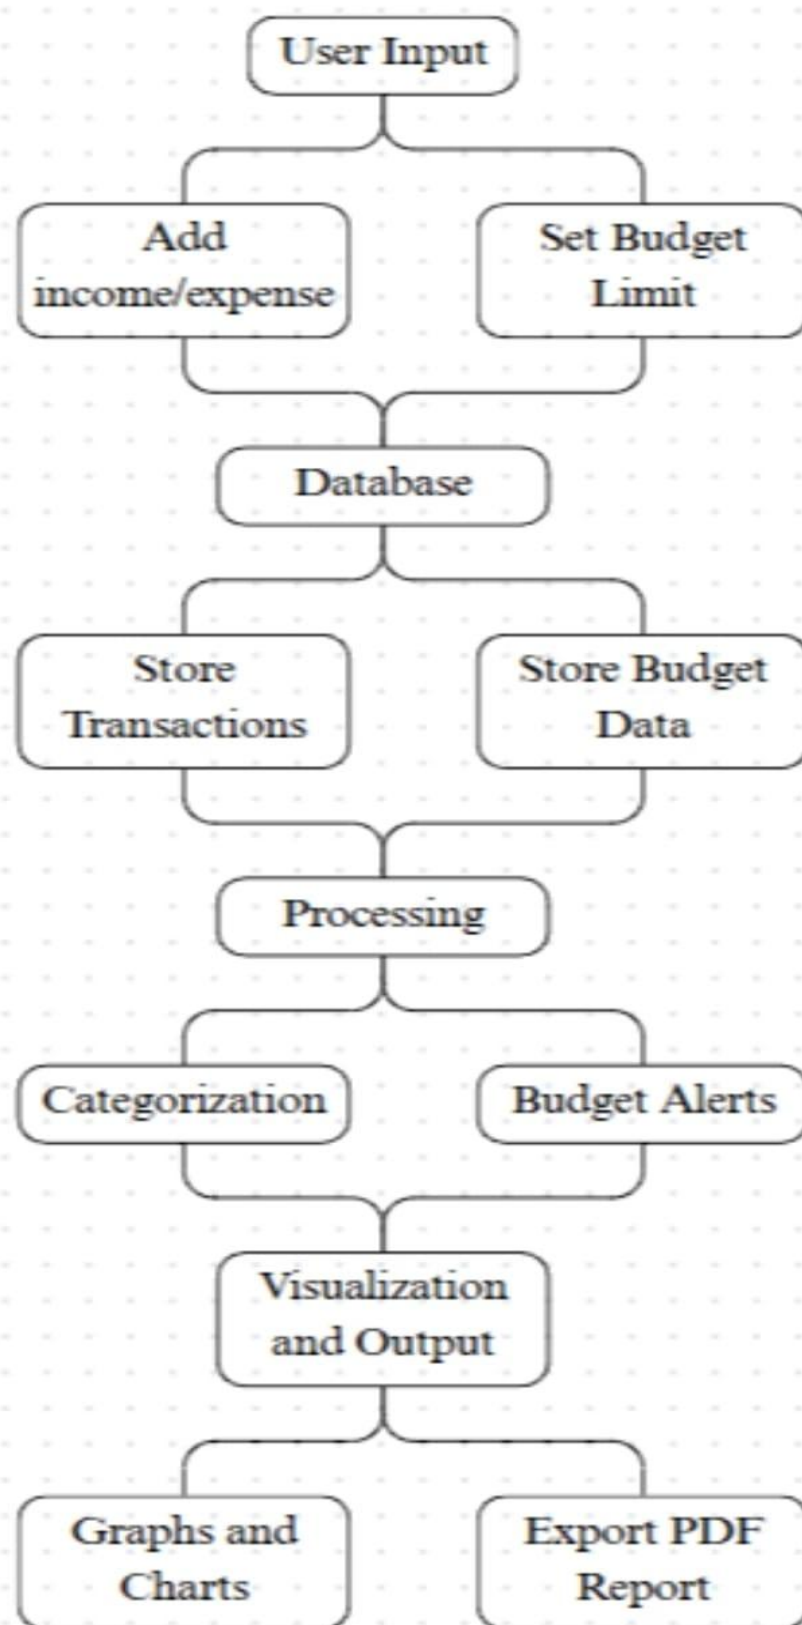 User Input
Add
income/expense
Set Budget
Limit
Database
Store
Transactions
Store Budget
Data
Processing
Categorization
Budget Alerts
Visualization
and Output
Graphs and
Charts
Export PDF
Report